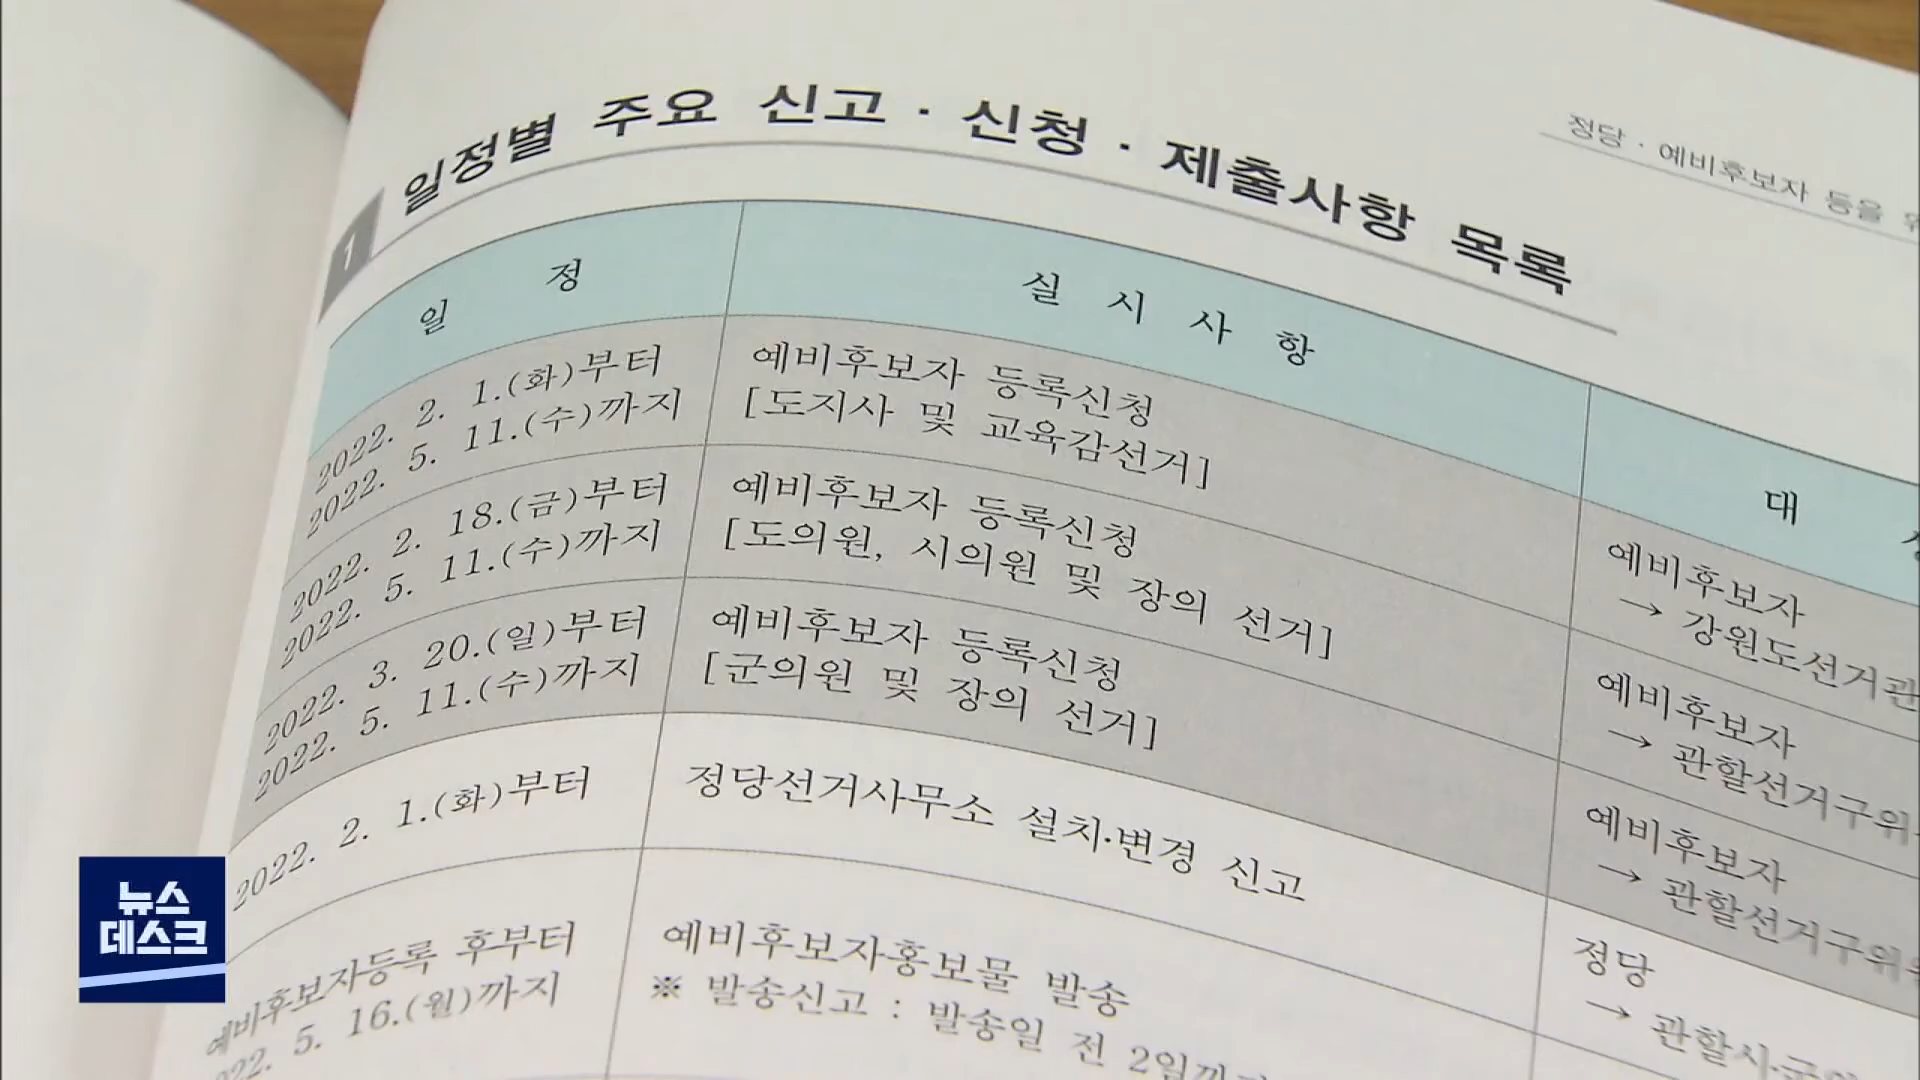 정당 · 예비후보자 등을
1 일정별 주요 신고 · 신청 · 제출사항 목록
일 정
실 시 사 항
대
2022. 2. 1.(화)부터
2022. 5. 11.(수)까지
예비후보자 등록신청
[도지사 및 교육감선거]
예비후보자
→ 강원도선거관
2022. 2. 18.(금)부터
2022. 5. 11.(수)까지
예비후보자 등록신청
[도의원, 시의원 및 장의 선거]
예비후보자
→ 관할선거구위
2022. 3. 20.(일)부터
2022. 5. 11.(수)까지
예비후보자 등록신청
[군의원 및 장의 선거]
예비후보자
→ 관할선거구위
2022. 2. 1.(화)부터
정당선거사무소 설치·변경 신고
정당
→ 관할시·군
예비후보자등록 후부터
22. 5. 16.(월)까지
예비후보자홍보물 발송
※ 발송신고 : 발송일 전 2일까
뉴스
데스크